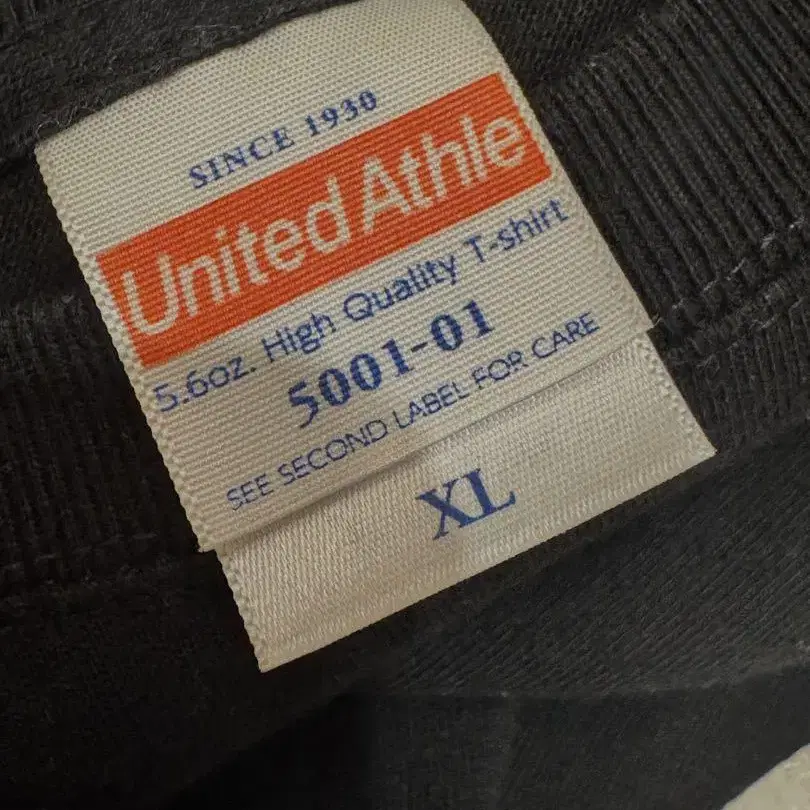 SINCE 1930
United Athle
5.6oz. High Quality T-shirt
5001-01
SEE SECOND LABEL FOR CARE
XL